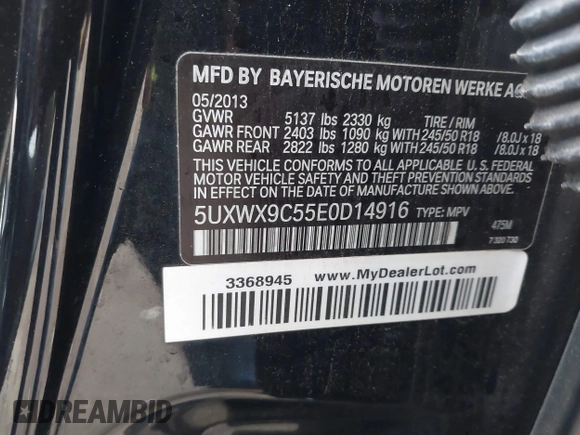 MFD BY BAYERISCHE MOTOREN WERKE AG
05/2013
GVWR 5137 lbs 2330 kg TIRE / RIM
GAWR FRONT 2403 lbs 1090 kg WITH 245/50 R18 /8.0J x 18
GAWR REAR 2822 lbs 1280 kg WITH 245/50 R18 /8.0J x 18
THIS VEHICLE CONFORMS TO ALL APPLICABLE U. S. FEDERAL
MOTOR VEHICLE SAFETY AND THEFT PREVENTION STANDARDS
IN EFFECT ON THE DATE OF MANUFACTURE SHOWN ABOVE.
5UXWX9C55E0D14916 TYPE: MPV
475M
7 320 730
3368945 www.MyDealerLot.com
DREAMBID